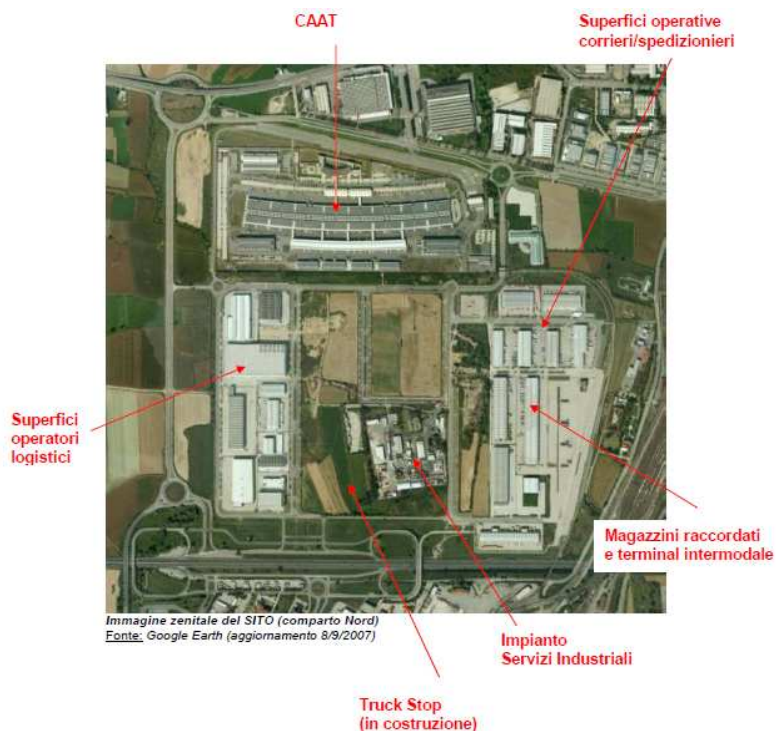 CAAT
Superfici operative
corrieri/spedizionieri
Superfici
operatori
logistici
Magazzini raccordati
e terminal intermodale
Immagine zenitale del SITO (comparto Nord)
Fonte: Google Earth (aggiornamento 8/9/2007)
Impianto
Servizi Industriali
Truck Stop
(in costruzione)